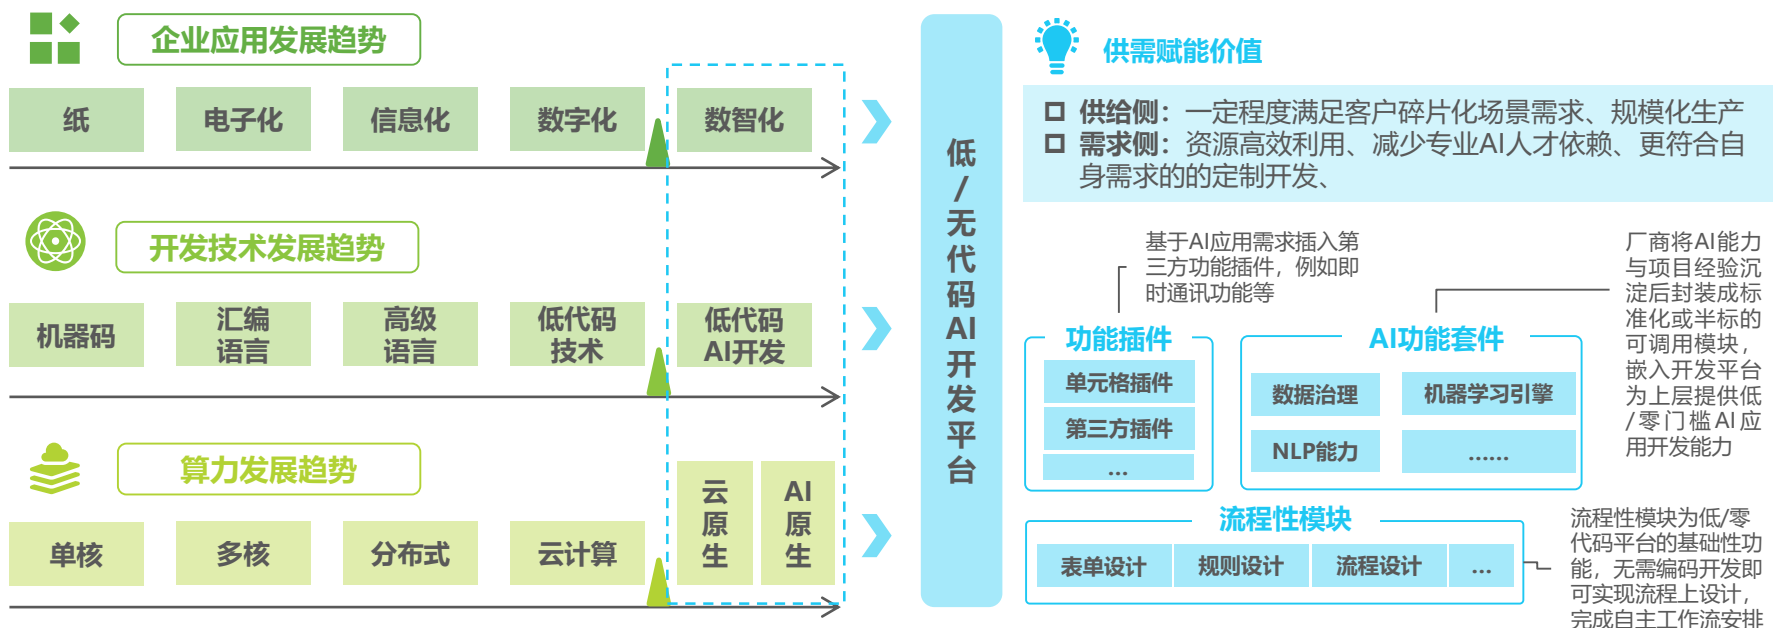 企业应用发展趋势
纸
电子化
信息化
数字化
数智化
开发技术发展趋势
机器码
汇编
语言
高级
语言
低代码
技术
低代码
AI开发
算力发展趋势
单核
多核
分布式
云计算
云
原
生
AI
原
生
低
/
无
代
码
AI
开
发
平
台
供需赋能价值
供给侧：一定程度满足客户碎片化场景需求、规模化生产
需求侧：资源高效利用、减少专业AI人才依赖、更符合自
身需求的的定制开发、
基于AI应用需求插入第
三方功能插件，例如即
时通讯功能等
功能插件
单元格插件
第三方插件
...
厂商将AI能力
与项目经验沉
淀后封装成标
准化或半标的
可调用模块，
嵌入开发平台
为上层提供低
/零门槛AI应
用开发能力
AI功能套件
数据治理
机器学习引擎
NLP能力
......
流程性模块
表单设计
规则设计
流程设计
...
流程性模块为低/零
代码平台的基础性功
能，无需编码开发即
可实现流程上设计，
完成自主工作流安排